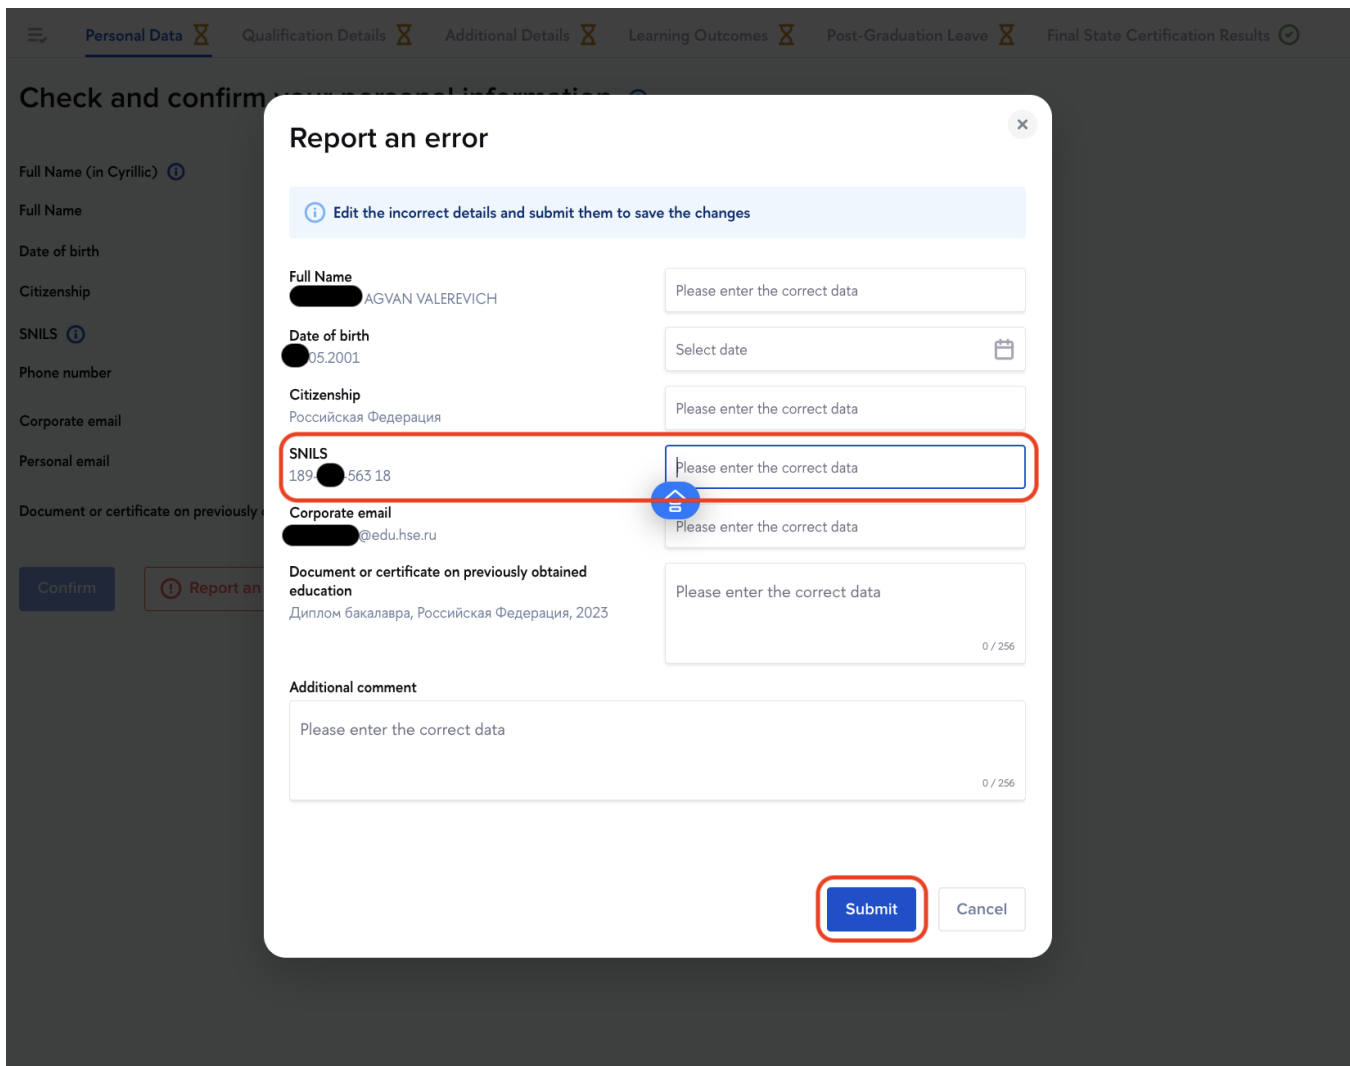 Personal Data Qualification Details Additional Details Learning Outcomes Post-Graduation Leave Final State Certification Results
Check and confirm your personal information
Report an error
Full Name (in Cyrillic)
Full Name
Date of birth
Citizenship
SNILS
Phone number
Corporate email
Personal email
Document or certificate on previously
Confirm Report an
Edit the incorrect details and submit them to save the changes
Full Name
AGVAN VALEREVICH
Please enter the correct data
Date of birth
05.2001
Select date
Citizenship
Российская Федерация
Please enter the correct data
SNILS
189- -563 18
Please enter the correct data
Corporate email
@edu.hse.ru
Please enter the correct data
Document or certificate on previously obtained
education
Диплом бакалавра, Российская Федерация, 2023
Please enter the correct data
0 / 256
Additional comment
Please enter the correct data
0 / 256
Submit Cancel